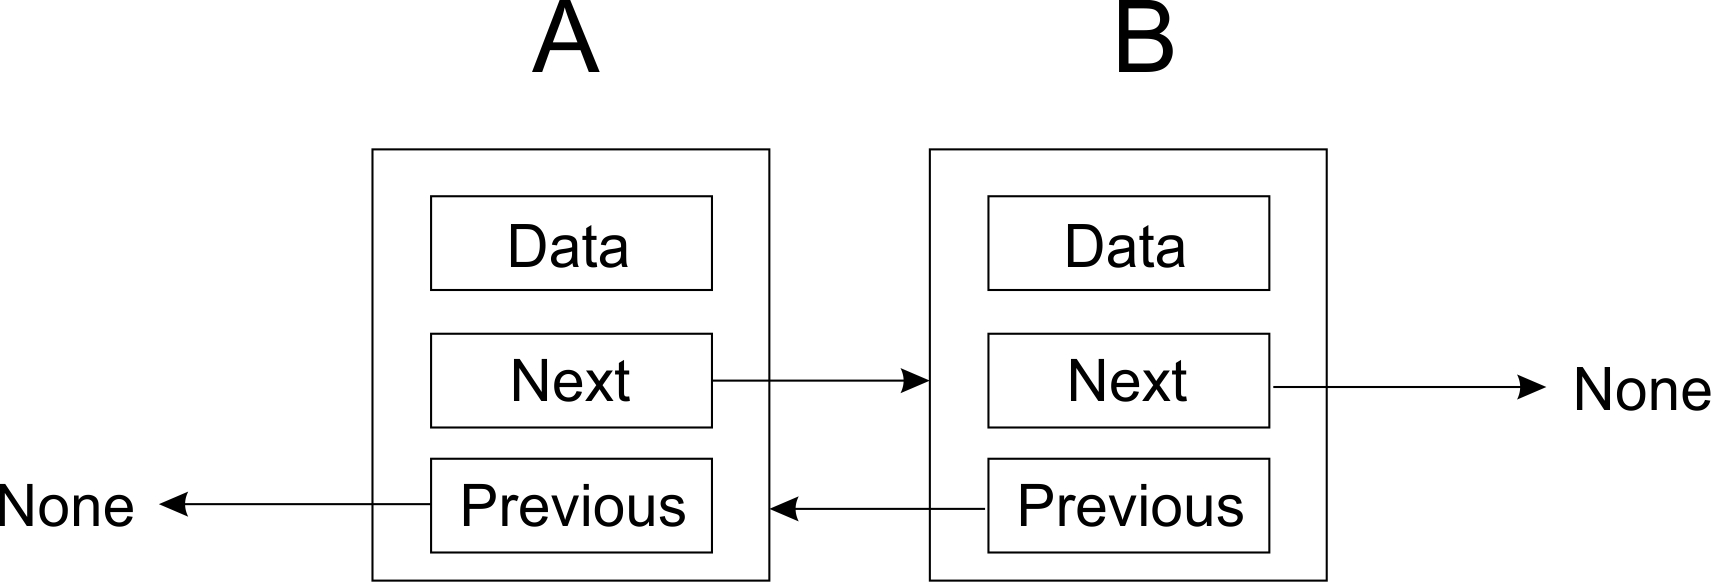 A
B
Data
Next
Previous
Data
Next
Previous
None
None